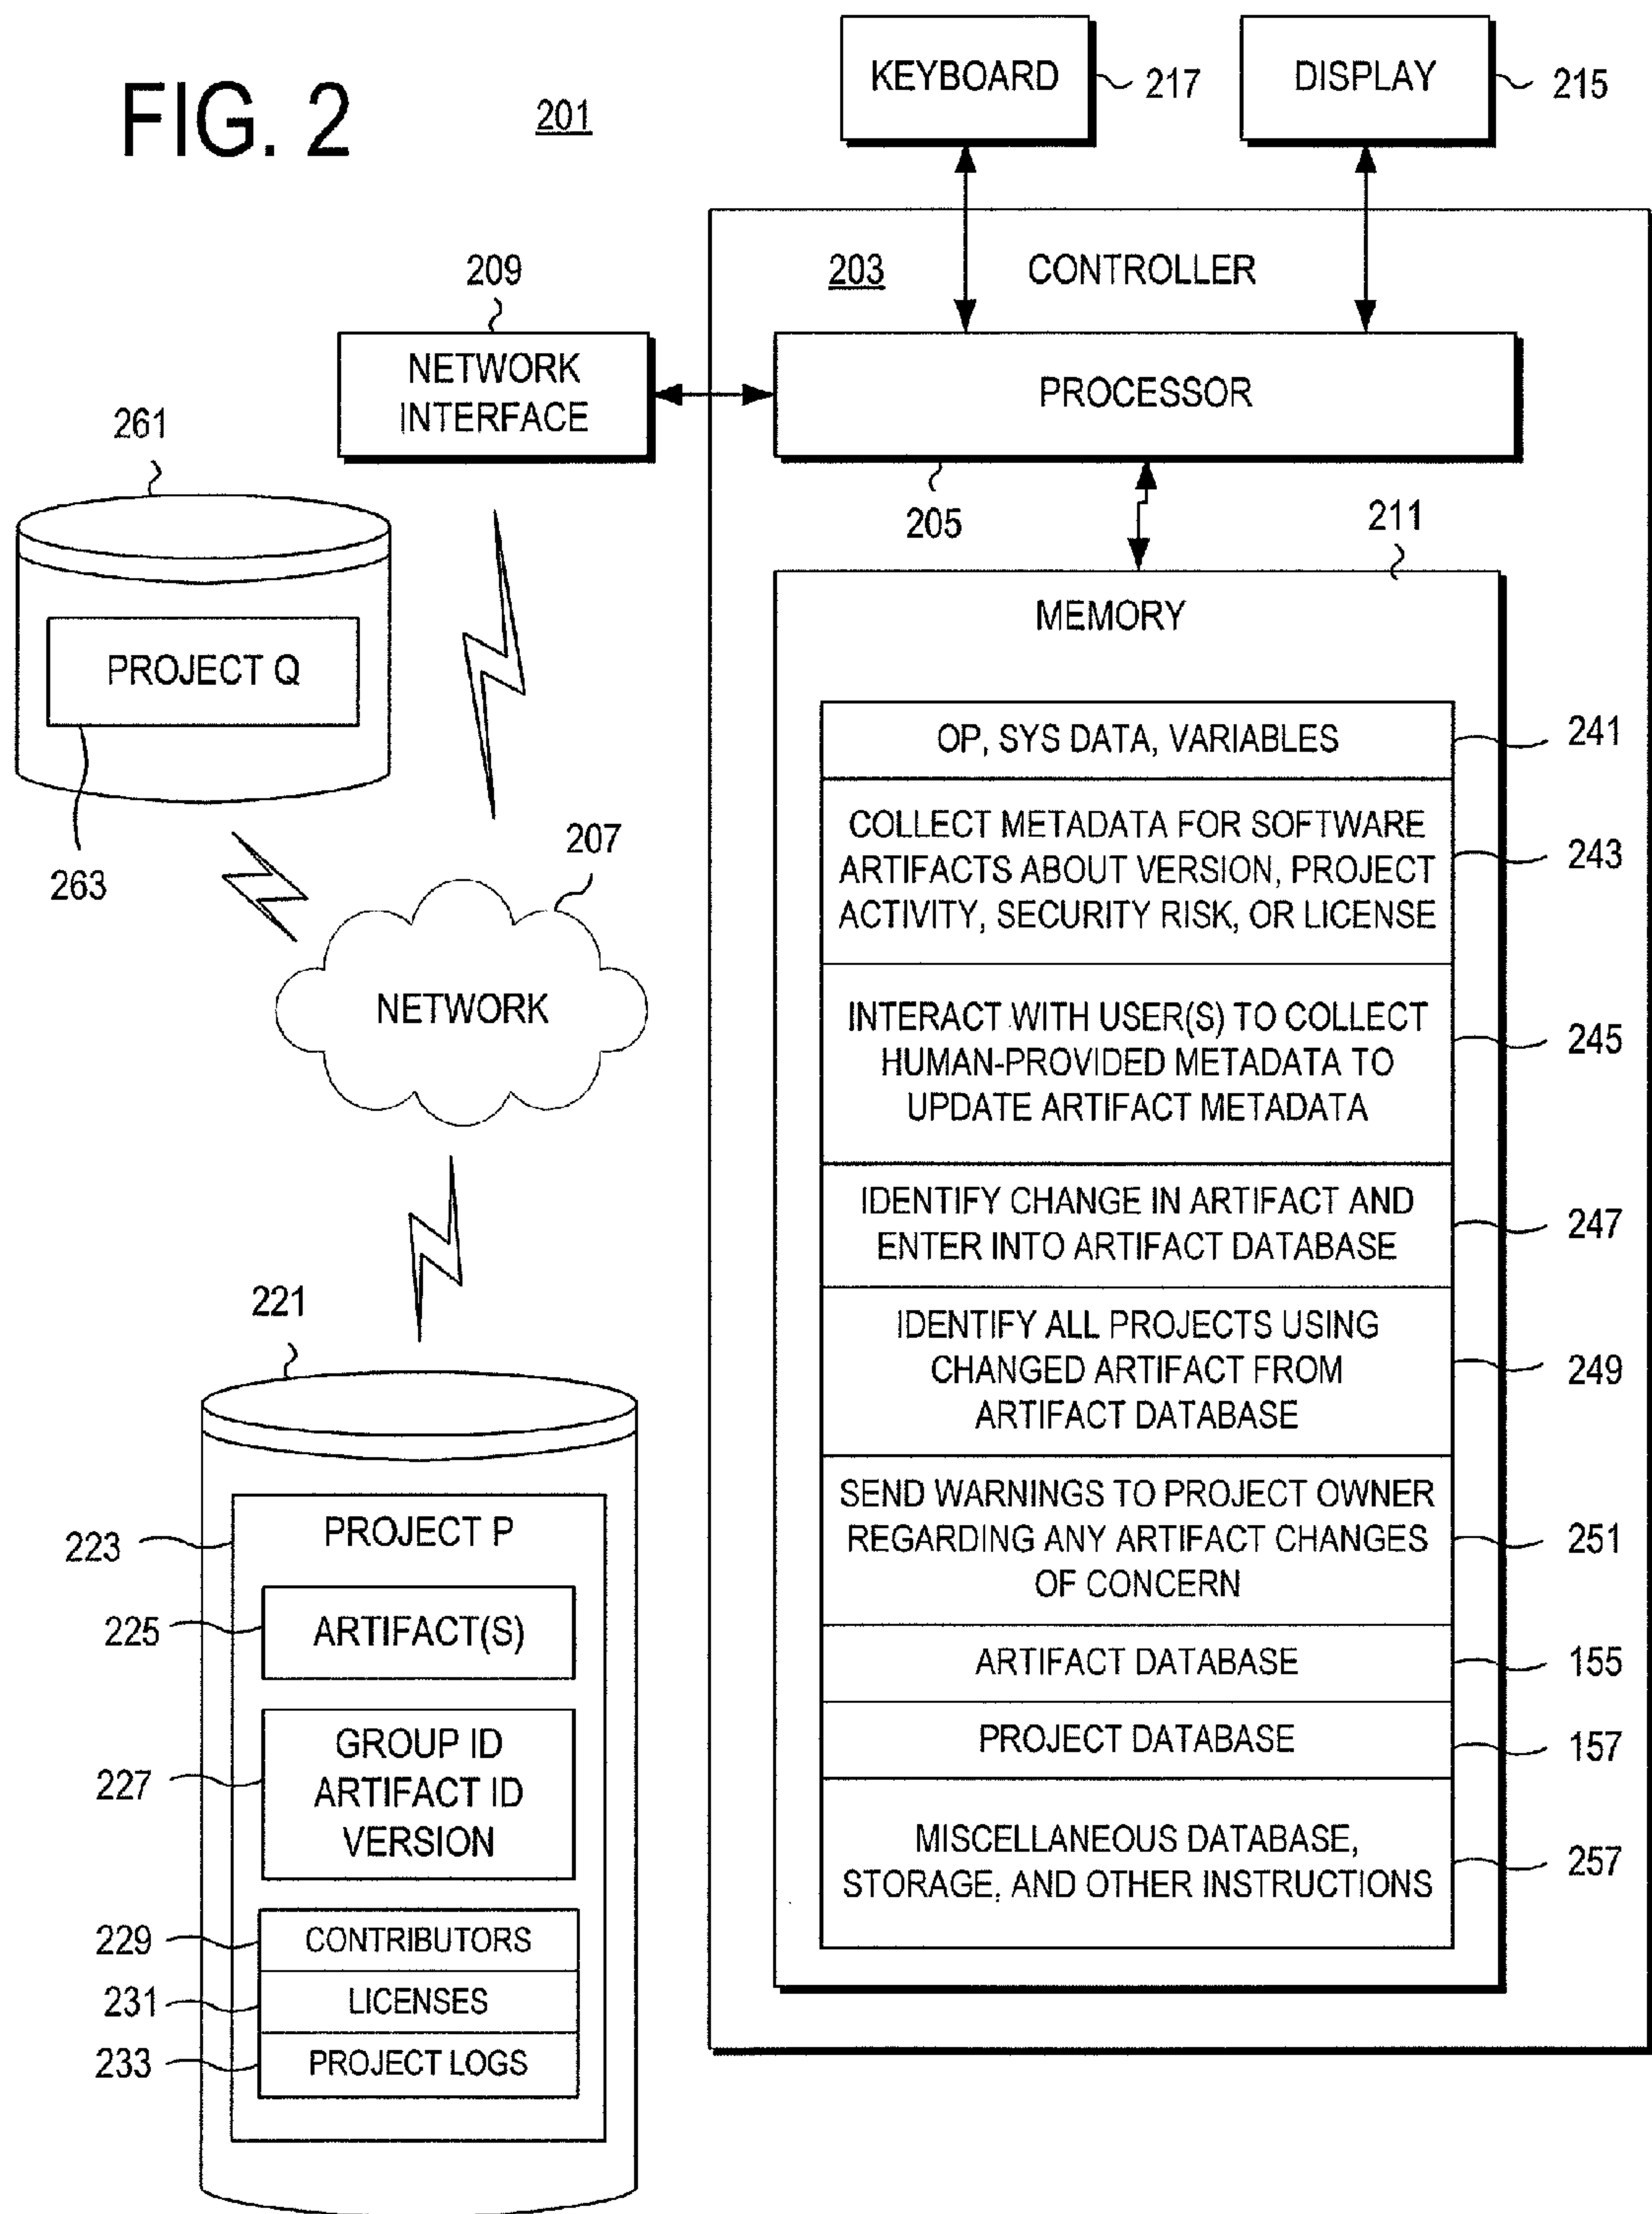 FIG. 2
201
KEYBOARD
217
DISPLAY
215
203
CONTROLLER
209
NETWORK
INTERFACE
PROCESSOR
205
261
PROJECT Q
263
211
MEMORY
OP, SYS DATA, VARIABLES
241
COLLECT METADATA FOR SOFTWARE
ARTIFACTS ABOUT VERSION, PROJECT
ACTIVITY, SECURITY RISK, OR LICENSE
243
INTERACT WITH USER(S) TO COLLECT
HUMAN-PROVIDED METADATA TO
UPDATE ARTIFACT METADATA
245
IDENTIFY CHANGE IN ARTIFACT AND
ENTER INTO ARTIFACT DATABASE
247
IDENTIFY ALL PROJECTS USING
CHANGED ARTIFACT FROM
ARTIFACT DATABASE
249
SEND WARNINGS TO PROJECT OWNER
REGARDING ANY ARTIFACT CHANGES
OF CONCERN
251
ARTIFACT DATABASE
155
PROJECT DATABASE
157
MISCELLANEOUS DATABASE,
STORAGE, AND OTHER INSTRUCTIONS
257
207
NETWORK
221
223
PROJECT P
225
ARTIFACT(S)
227
GROUP ID
ARTIFACT ID
VERSION
229
CONTRIBUTORS
231
LICENSES
233
PROJECT LOGS